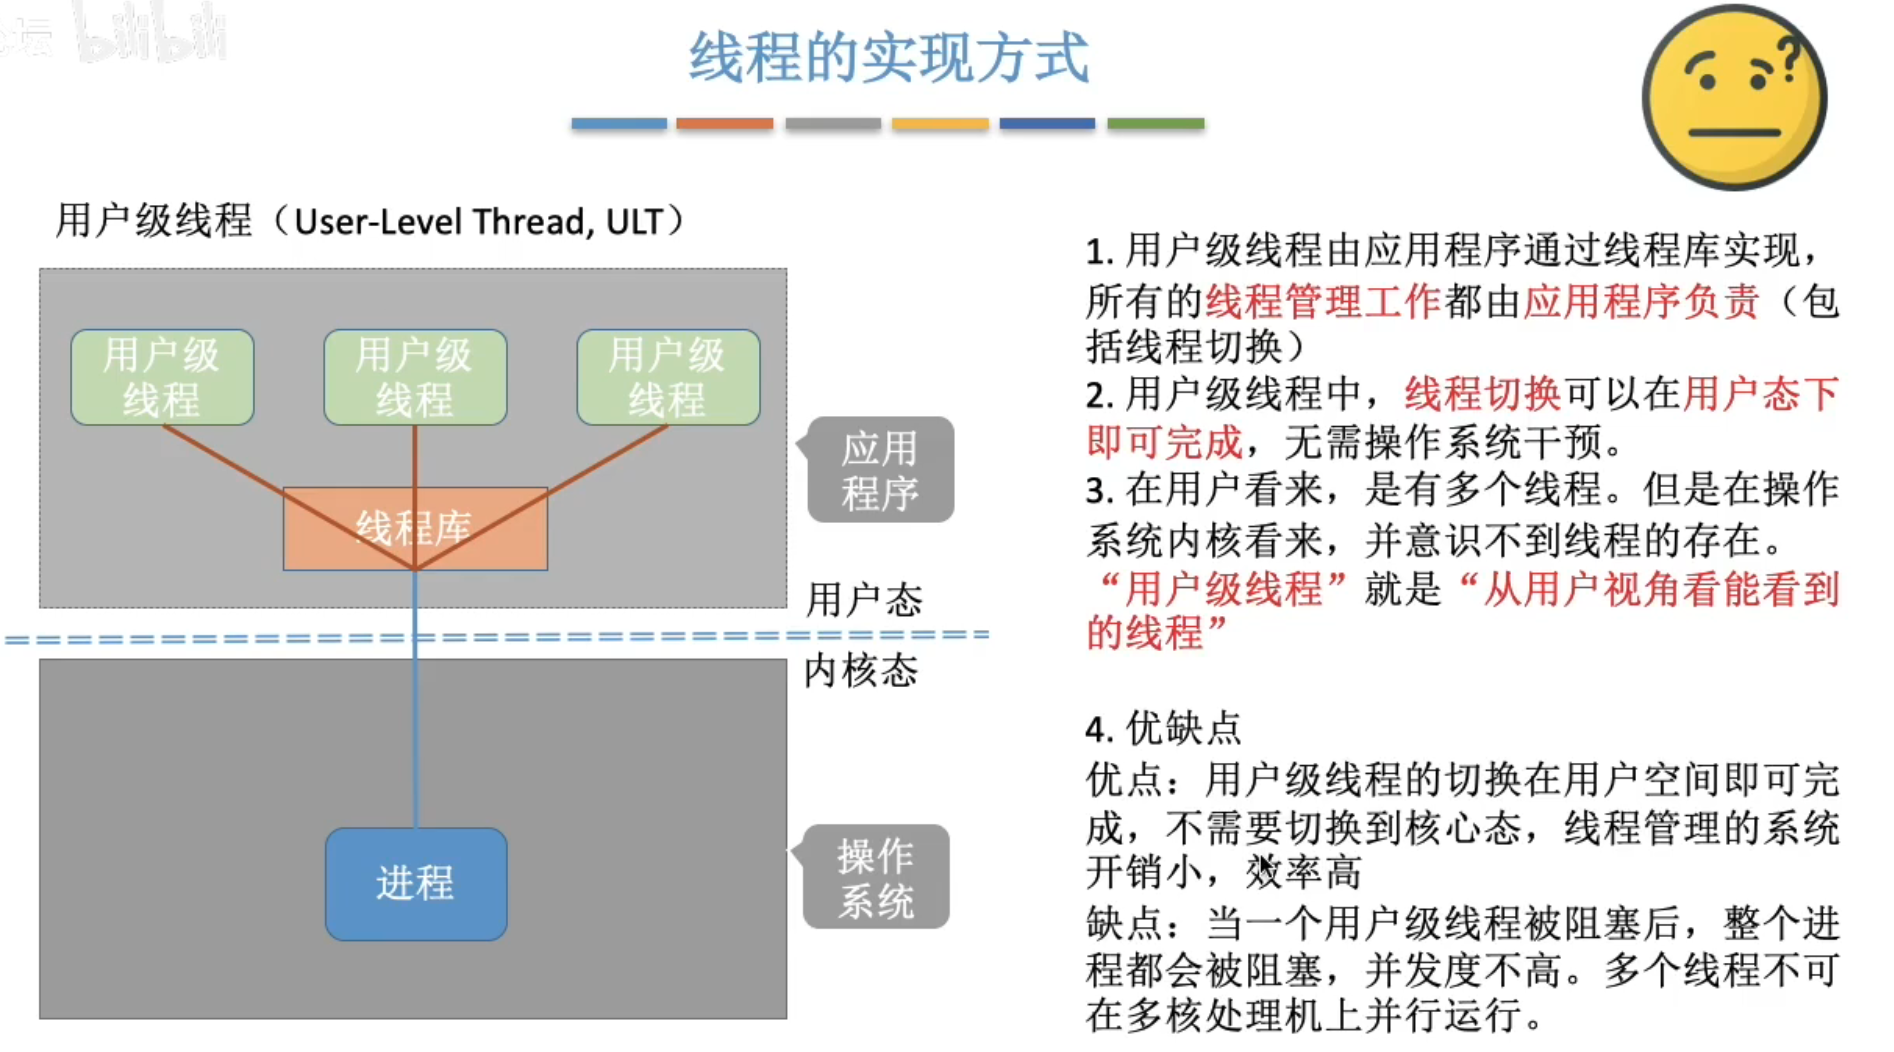 坛 bilibili
线程的实现方式
用户级线程（User-Level Thread, ULT）
用户级
线程
用户级
线程
用户级
线程
线程库
应用
程序
用户态
内核态
进程
操作
系统
1. 用户级线程由应用程序通过线程库实现，
所有的线程管理工作都由应用程序负责（包
括线程切换）
2. 用户级线程中，线程切换可以在用户态下
即可完成，无需操作系统干预。
3. 在用户看来，是有多个线程。但是在操作
系统内核看来，并意识不到线程的存在。
“用户级线程”就是“从用户视角看能看到
的线程”
4. 优缺点
优点：用户级线程的切换在用户空间即可完
成，不需要切换到核心态，线程管理的系统
开销小，效率高
缺点：当一个用户级线程被阻塞后，整个进
程都会被阻塞，并发度不高。多个线程不可
在多核处理机上并行运行。